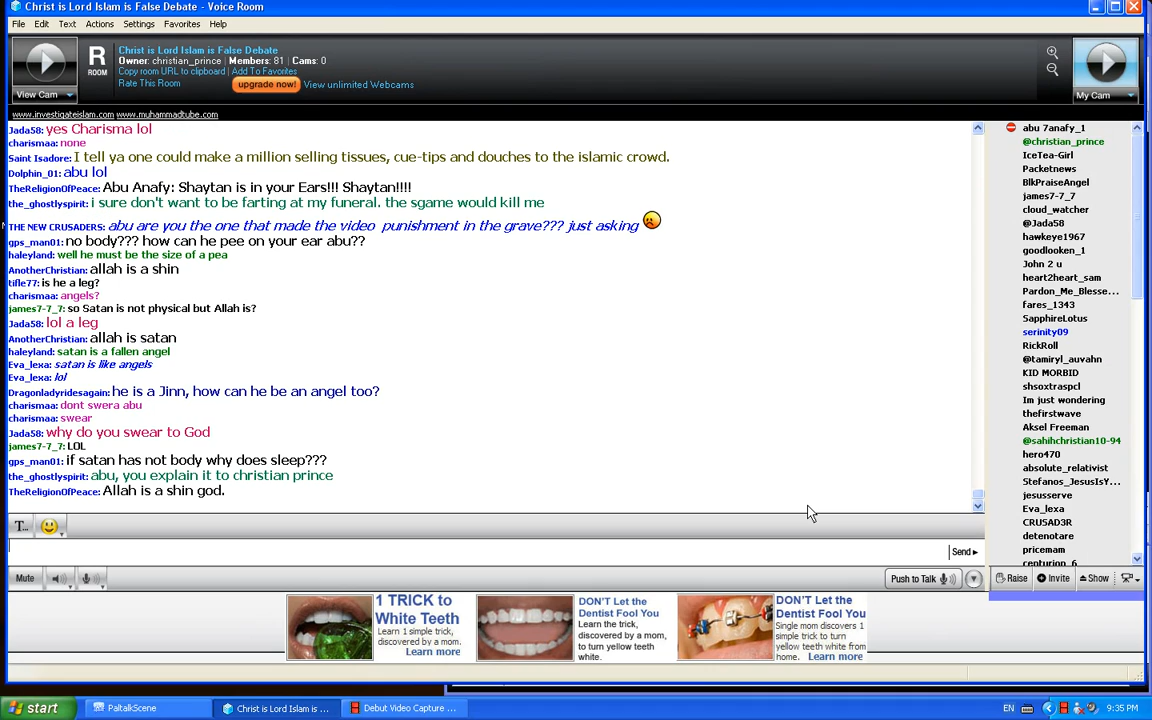 Christ is Lord Islam is False Debate - Voice Room
File Edit Text Actions Settings Favorites Help
Christ is Lord Islam is False Debate
R
ROOM
Owner: christian_prince | Members: 81 | Cams: 0
Copy room URL to clipboard | Add To Favorites
Rate This Room
upgrade now!
View unlimited Webcams
View Cam
My Cam
www.investigateislam.com www.muhammadtube.com
Jada58: yes Charisma lol
charismaa: none
Saint Isadore: I tell ya one could make a million selling tissues, cue-tips and douches to the islamic crowd.
Dolphin_01: abu lol
TheReligionOfPeace: Abu Anafy: Shaytan is in your Ears!!! Shaytan!!!!
the_ghostlyspirit: i sure don't want to be farting at my funeral. the sgame would kill me
THE NEW CRUSADERS: abu are you the one that made the video punishment in the grave??? just asking
gps_man01: no body??? how can he pee on your ear abu??
haleyland: well he must be the size of a pea
AnotherChristian: allah is a shin
tifle77: is he a leg?
charismaa: angels?
james7-7_7: so Satan is not physical but Allah is?
Jada58: lol a leg
AnotherChristian: allah is satan
haleyland: satan is a fallen angel
Eva_lexa: satan is like angels
Eva_lexa: lol
Dragonladyridesagain: he is a Jinn, how can he be an angel too?
charismaa: dont swera abu
charismaa: swear
Jada58: why do you swear to God
james7-7_7: LOL
gps_man01: if satan has not body why does sleep???
the_ghostlyspirit: abu, you explain it to christian prince
TheReligionOfPeace: Allah is a shin god.
abu 7anafy_1
@christian_prince
IceTea-Girl
Packetnews
BlkPraiseAngel
james7-7_7
cloud_watcher
@Jada58
hawkeye1967
goodlooken_1
John 2 u
heart2heart_sam
Pardon_Me_Blesse...
fares_1343
SapphireLotus
serinity09
RickRoll
@tamiryl_auvahn
KID MORBID
shsoxtraspcl
Im just wondering
thefirstwave
Aksel Freeman
@sahihchristian10-94
hero470
absolute_relativist
Stefanos_JesusIsY...
jesusserve
Eva_lexa
CRUSAD3R
detenotare
pricemam
centurion_6
T...
Send
Mute
Push to Talk
Raise Invite Show
1 TRICK to
White Teeth
Learn 1 simple trick,
discovered by a mom.
Learn more
DON'T Let the
Dentist Fool You
Learn the trick,
discovered by a mom,
to turn yellow teeth
white.
Learn more
DON'T Let the
Dentist Fool You
Single mom discovers 1
simple trick to turn
yellow teeth white from
home. Learn more
start PaltalkScene Christ is Lord Islam is ... Debut Video Capture ... EN 9:35 PM